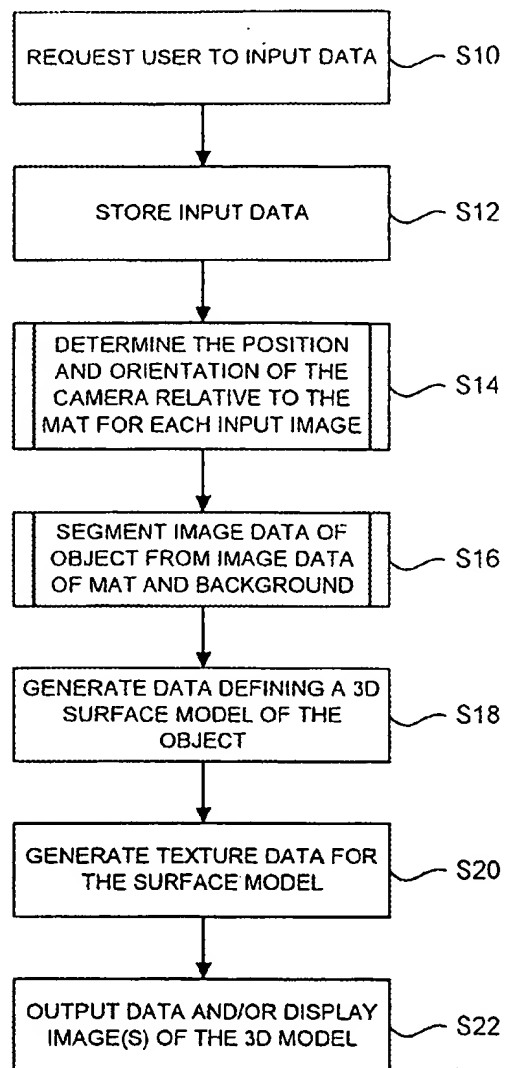 REQUEST USER TO INPUT DATA
S10
STORE INPUT DATA
S12
DETERMINE THE POSITION
AND ORIENTATION OF THE
CAMERA RELATIVE TO THE
MAT FOR EACH INPUT IMAGE
S14
SEGMENT IMAGE DATA OF
OBJECT FROM IMAGE DATA
OF MAT AND BACKGROUND
S16
GENERATE DATA DEFINING A 3D
SURFACE MODEL OF THE
OBJECT
S18
GENERATE TEXTURE DATA FOR
THE SURFACE MODEL
S20
OUTPUT DATA AND/OR DISPLAY
IMAGE(S) OF THE 3D MODEL
S22